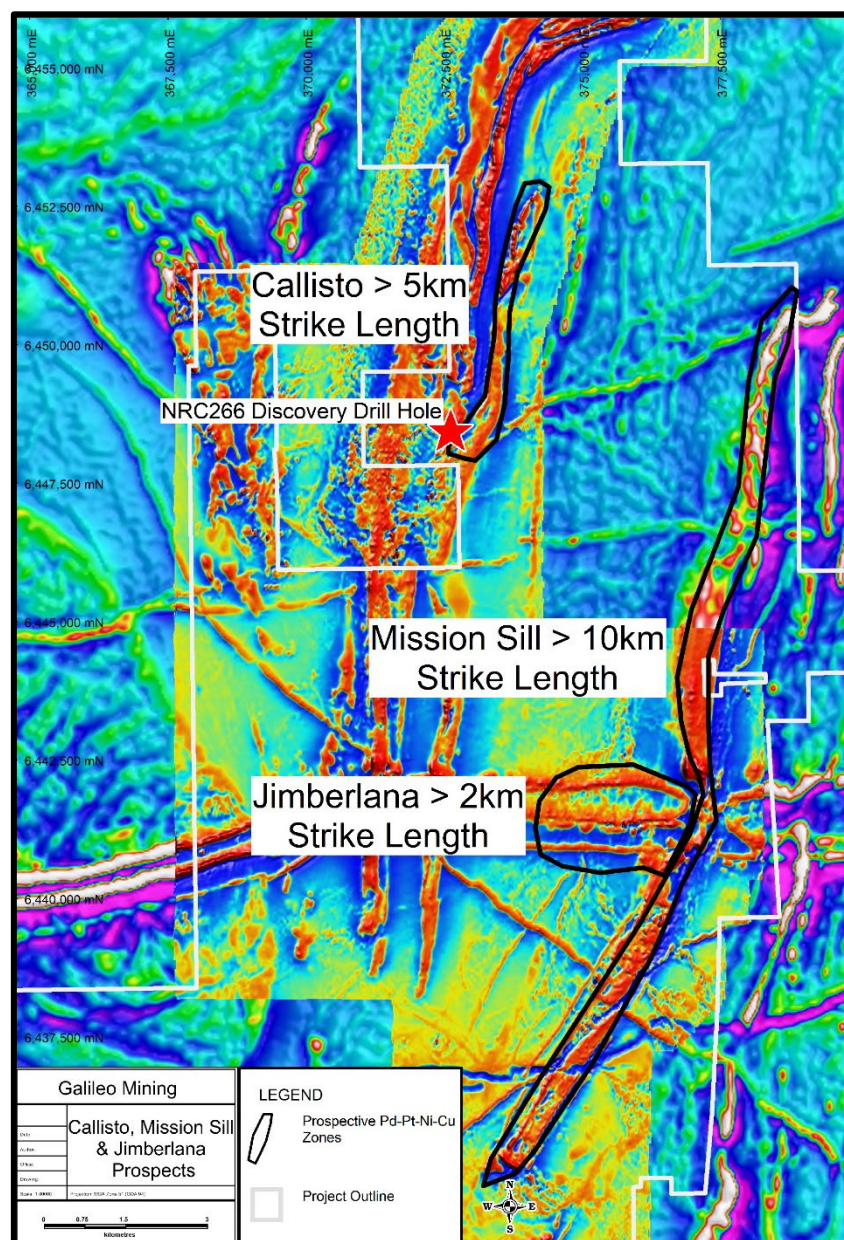 365,000 mE
367,500 mE
370,000 mE
372,500 mE
375,000 mE
377,500 mE
6,455,000 mN
6,452,500 mN
Callisto > 5km
Strike Length
6,450,000 mN
NRC266 Discovery Drill Hole
6,447,500 mN
6,445,000 mN
Mission Sill > 10km
Strike Length
6,442,500 mN
Jimberlana > 2km
Strike Length
6,440,000 mN
6,437,500 mN
Galileo Mining
Callisto, Mission Sill
& Jimberlana
Prospects
Date:
Author:
Office:
Drawing:
0 0.75 1.5 3
kilometres
LEGEND
Prospective Pd-Pt-Ni-Cu
Zones
Project Outline
N
W E
S